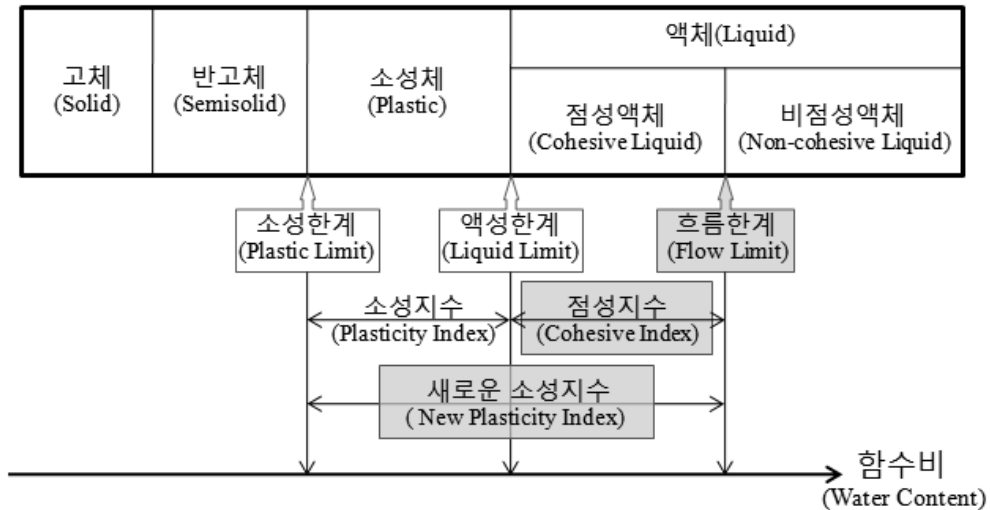 액체(Liquid)
고체
(Solid)
반고체
(Semisolid)
소성체
(Plastic)
점성액체
(Cohesive Liquid)
비점성액체
(Non-cohesive Liquid)
소성한계
(Plastic Limit)
액성한계
(Liquid Limit)
흐름한계
(Flow Limit)
소성지수
(Plasticity Index)
점성지수
(Cohesive Index)
새로운 소성지수
( New Plasticity Index)
함수비
(Water Content)